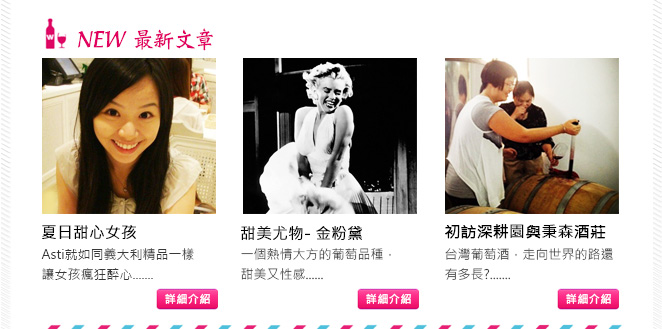 NEW 最新文章
夏日甜心女孩
Asti就如同義大利精品一樣
讓女孩瘋狂醉心.......
詳細介紹
甜美尤物- 金粉黛
一個熱情大方的葡萄品種，
甜美又性感......
詳細介紹
初訪深耕園與秉森酒莊
台灣葡萄酒，走向世界的路還
有多長?.......
詳細介紹